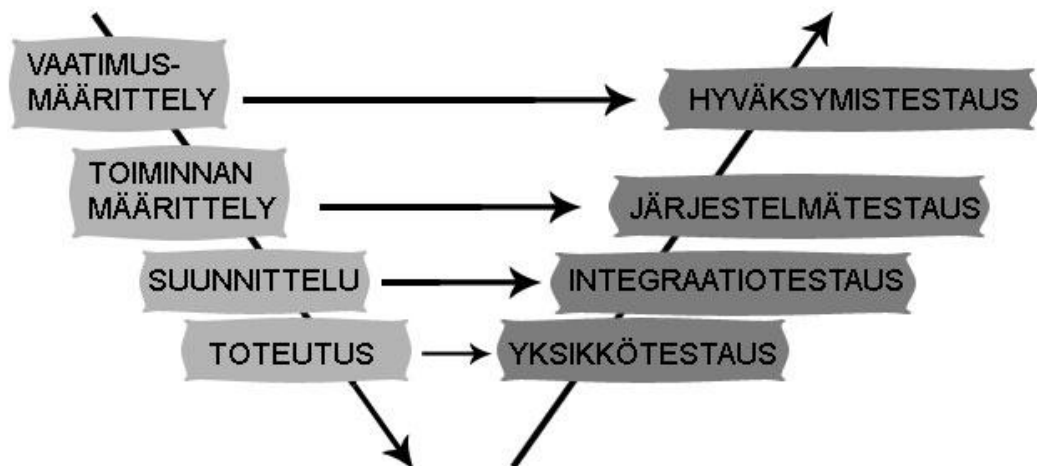 VAATIMUS-
MÄÄRITTELY
HYVÄKSYMISTESTAUS
TOIMINNAN
MÄÄRITTELY
JÄRJESTELMÄTESTAUS
SUUNNITTELU
INTEGRAATIOTESTAUS
TOTEUTUS
YKSIKKÖTESTAUS